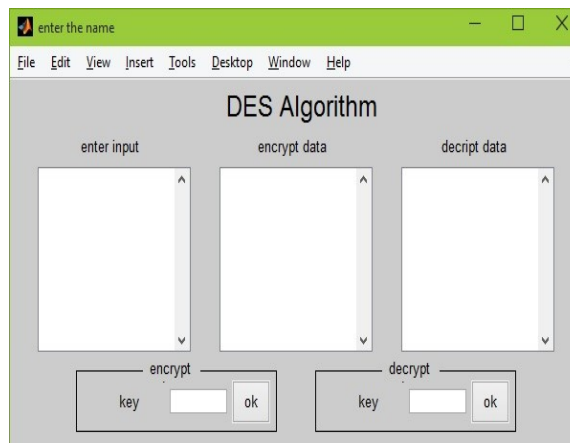 enter the name
File Edit View Insert Tools Desktop Window Help
DES Algorithm
enter input encrypt data decript data
encrypt decrypt
key ok key ok